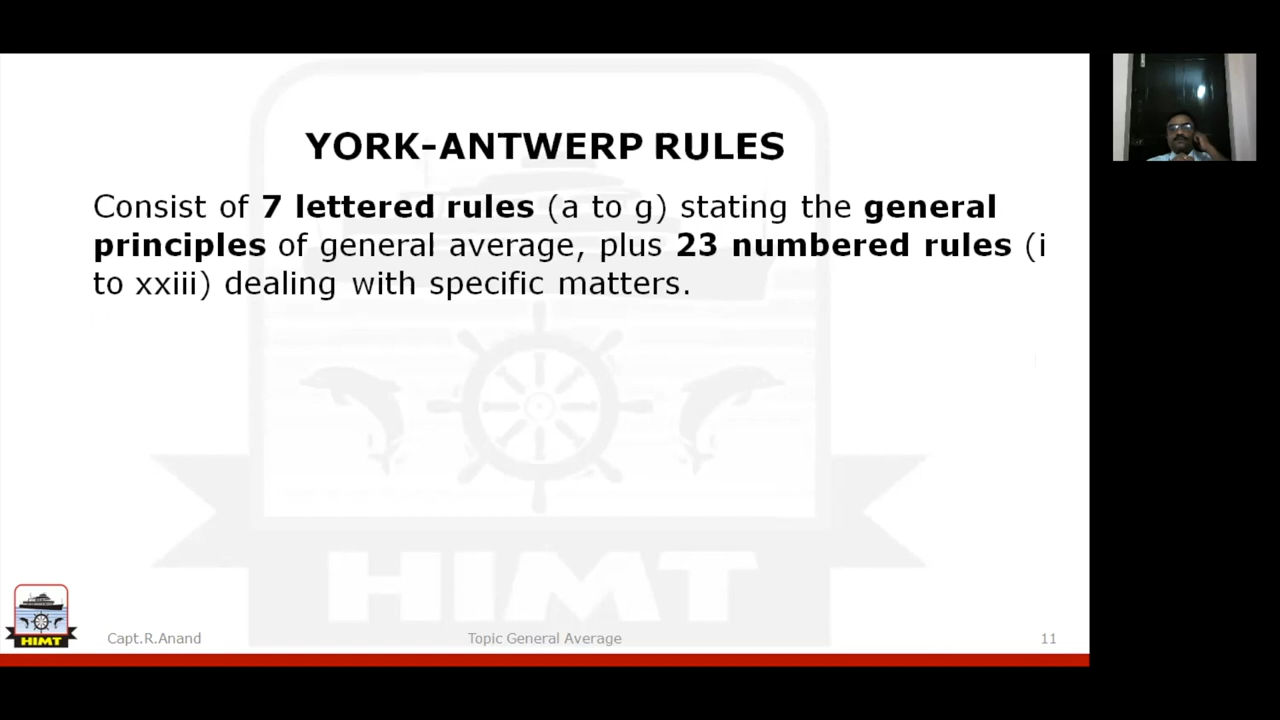 YORK-ANTWERP RULES
Consist of 7 lettered rules (a to g) stating the general
principles of general average, plus 23 numbered rules (i
to xxiii) dealing with specific matters.
HIMT
HIMT
Capt.R.Anand
Topic General Average
11